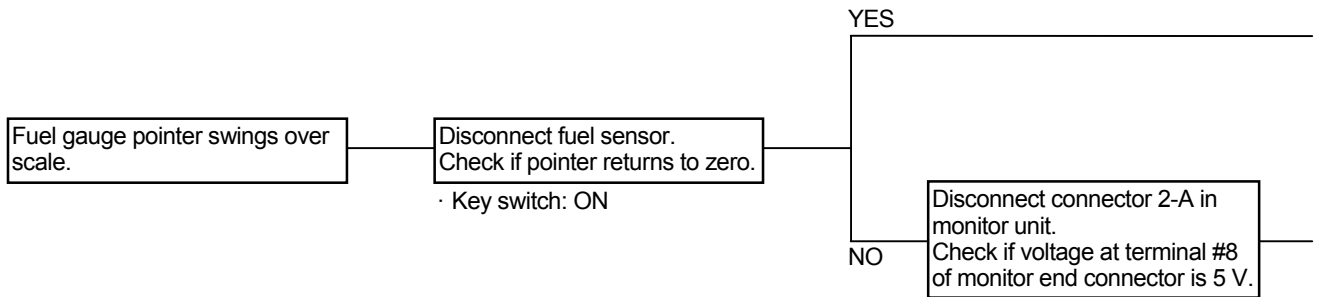 YES
Fuel gauge pointer swings over
scale.
Disconnect fuel sensor.
Check if pointer returns to zero.
· Key switch: ON
NO
Disconnect connector 2-A in
monitor unit.
Check if voltage at terminal #8
of monitor end connector is 5 V.